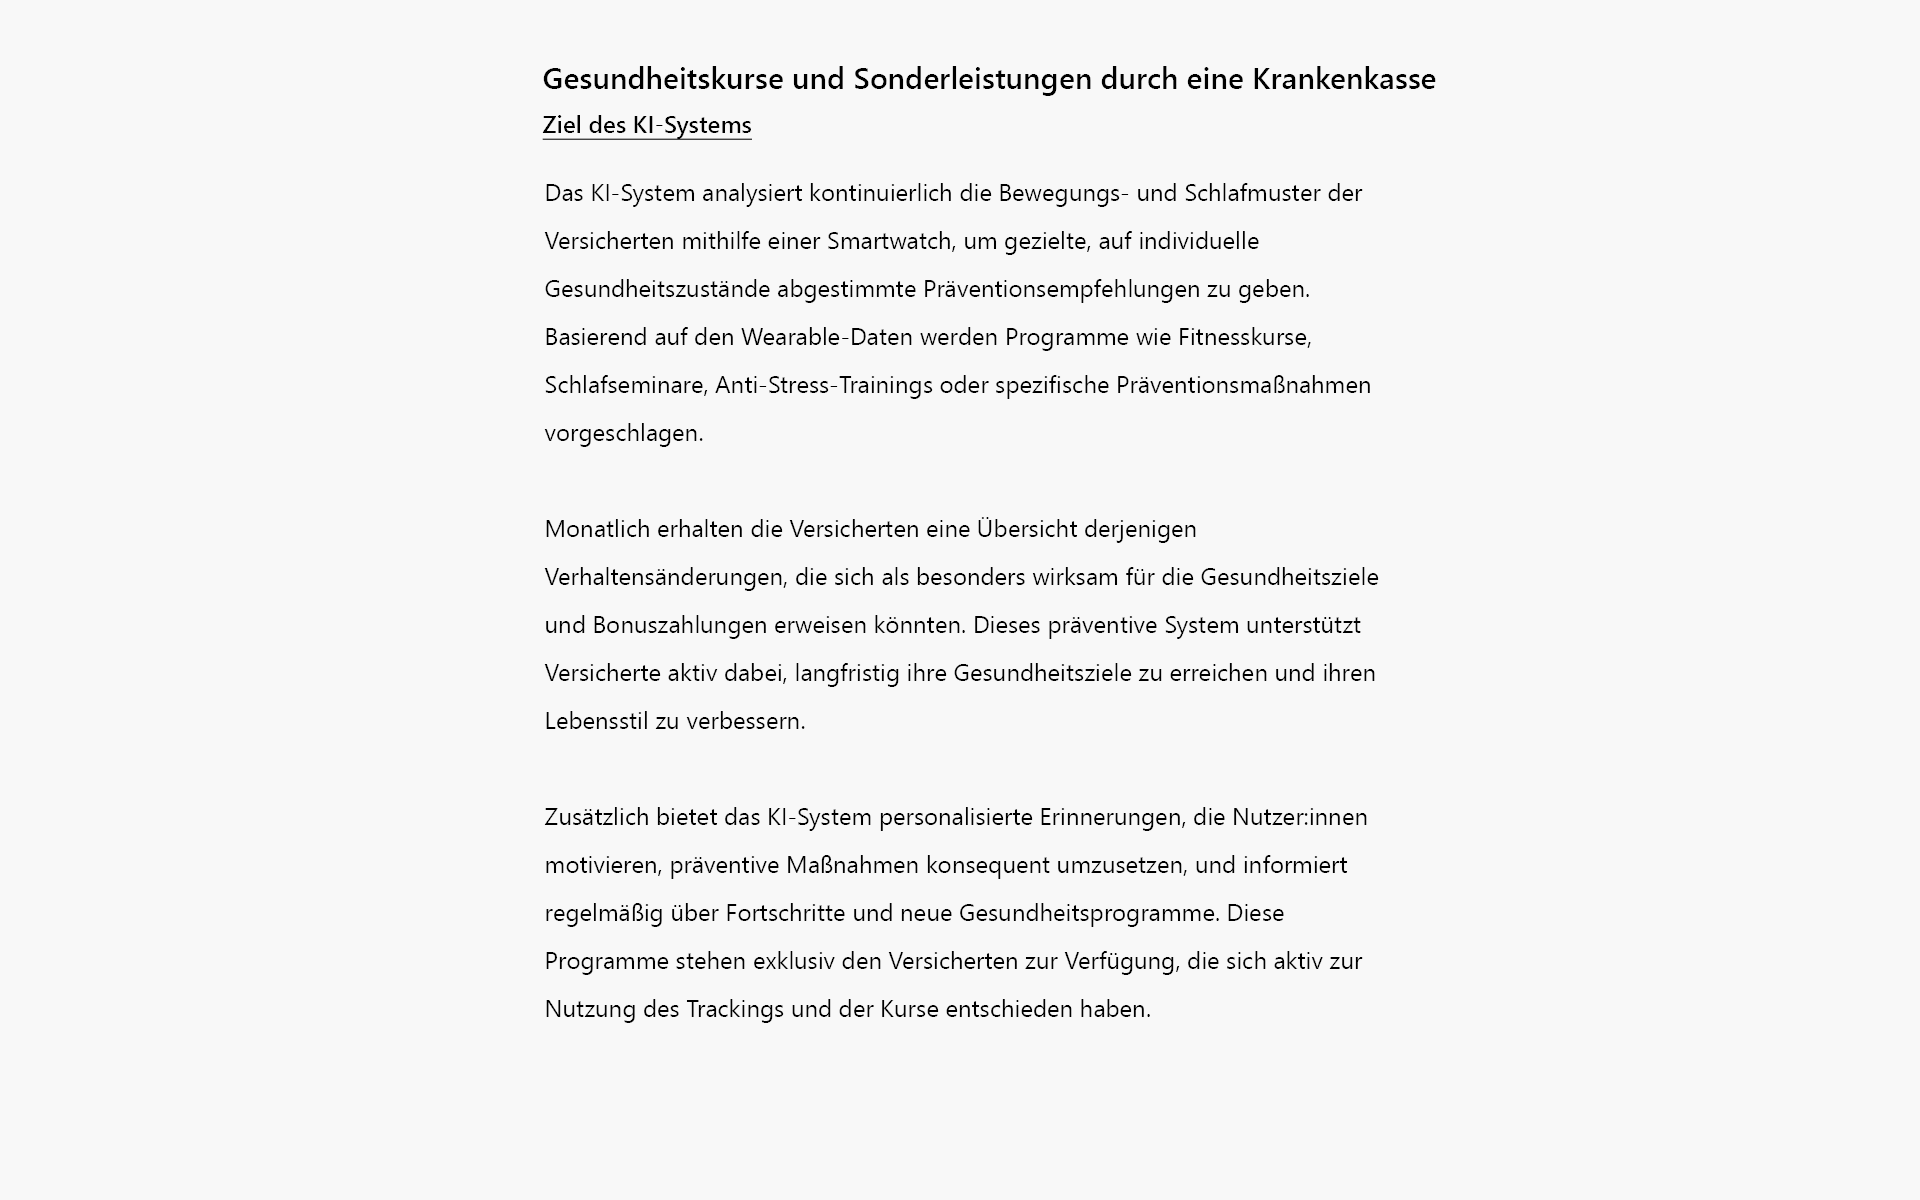 Gesundheitskurse und Sonderleistungen durch eine Krankenkasse
Ziel des KI-Systems
Das KI-System analysiert kontinuierlich die Bewegungs- und Schlafmuster der
Versicherten mithilfe einer Smartwatch, um gezielte, auf individuelle
Gesundheitszustände abgestimmte Präventionsempfehlungen zu geben.
Basierend auf den Wearable-Daten werden Programme wie Fitnesskurse,
Schlafseminare, Anti-Stress-Trainings oder spezifische Präventionsmaßnahmen
vorgeschlagen.
Monatlich erhalten die Versicherten eine Übersicht derjenigen
Verhaltensänderungen, die sich als besonders wirksam für die Gesundheitsziele
und Bonuszahlungen erweisen könnten. Dieses präventive System unterstützt
Versicherte aktiv dabei, langfristig ihre Gesundheitsziele zu erreichen und ihren
Lebensstil zu verbessern.
Zusätzlich bietet das KI-System personalisierte Erinnerungen, die Nutzer:innen
motivieren, präventive Maßnahmen konsequent umzusetzen, und informiert
regelmäßig über Fortschritte und neue Gesundheitsprogramme. Diese
Programme stehen exklusiv den Versicherten zur Verfügung, die sich aktiv zur
Nutzung des Trackings und der Kurse entschieden haben.